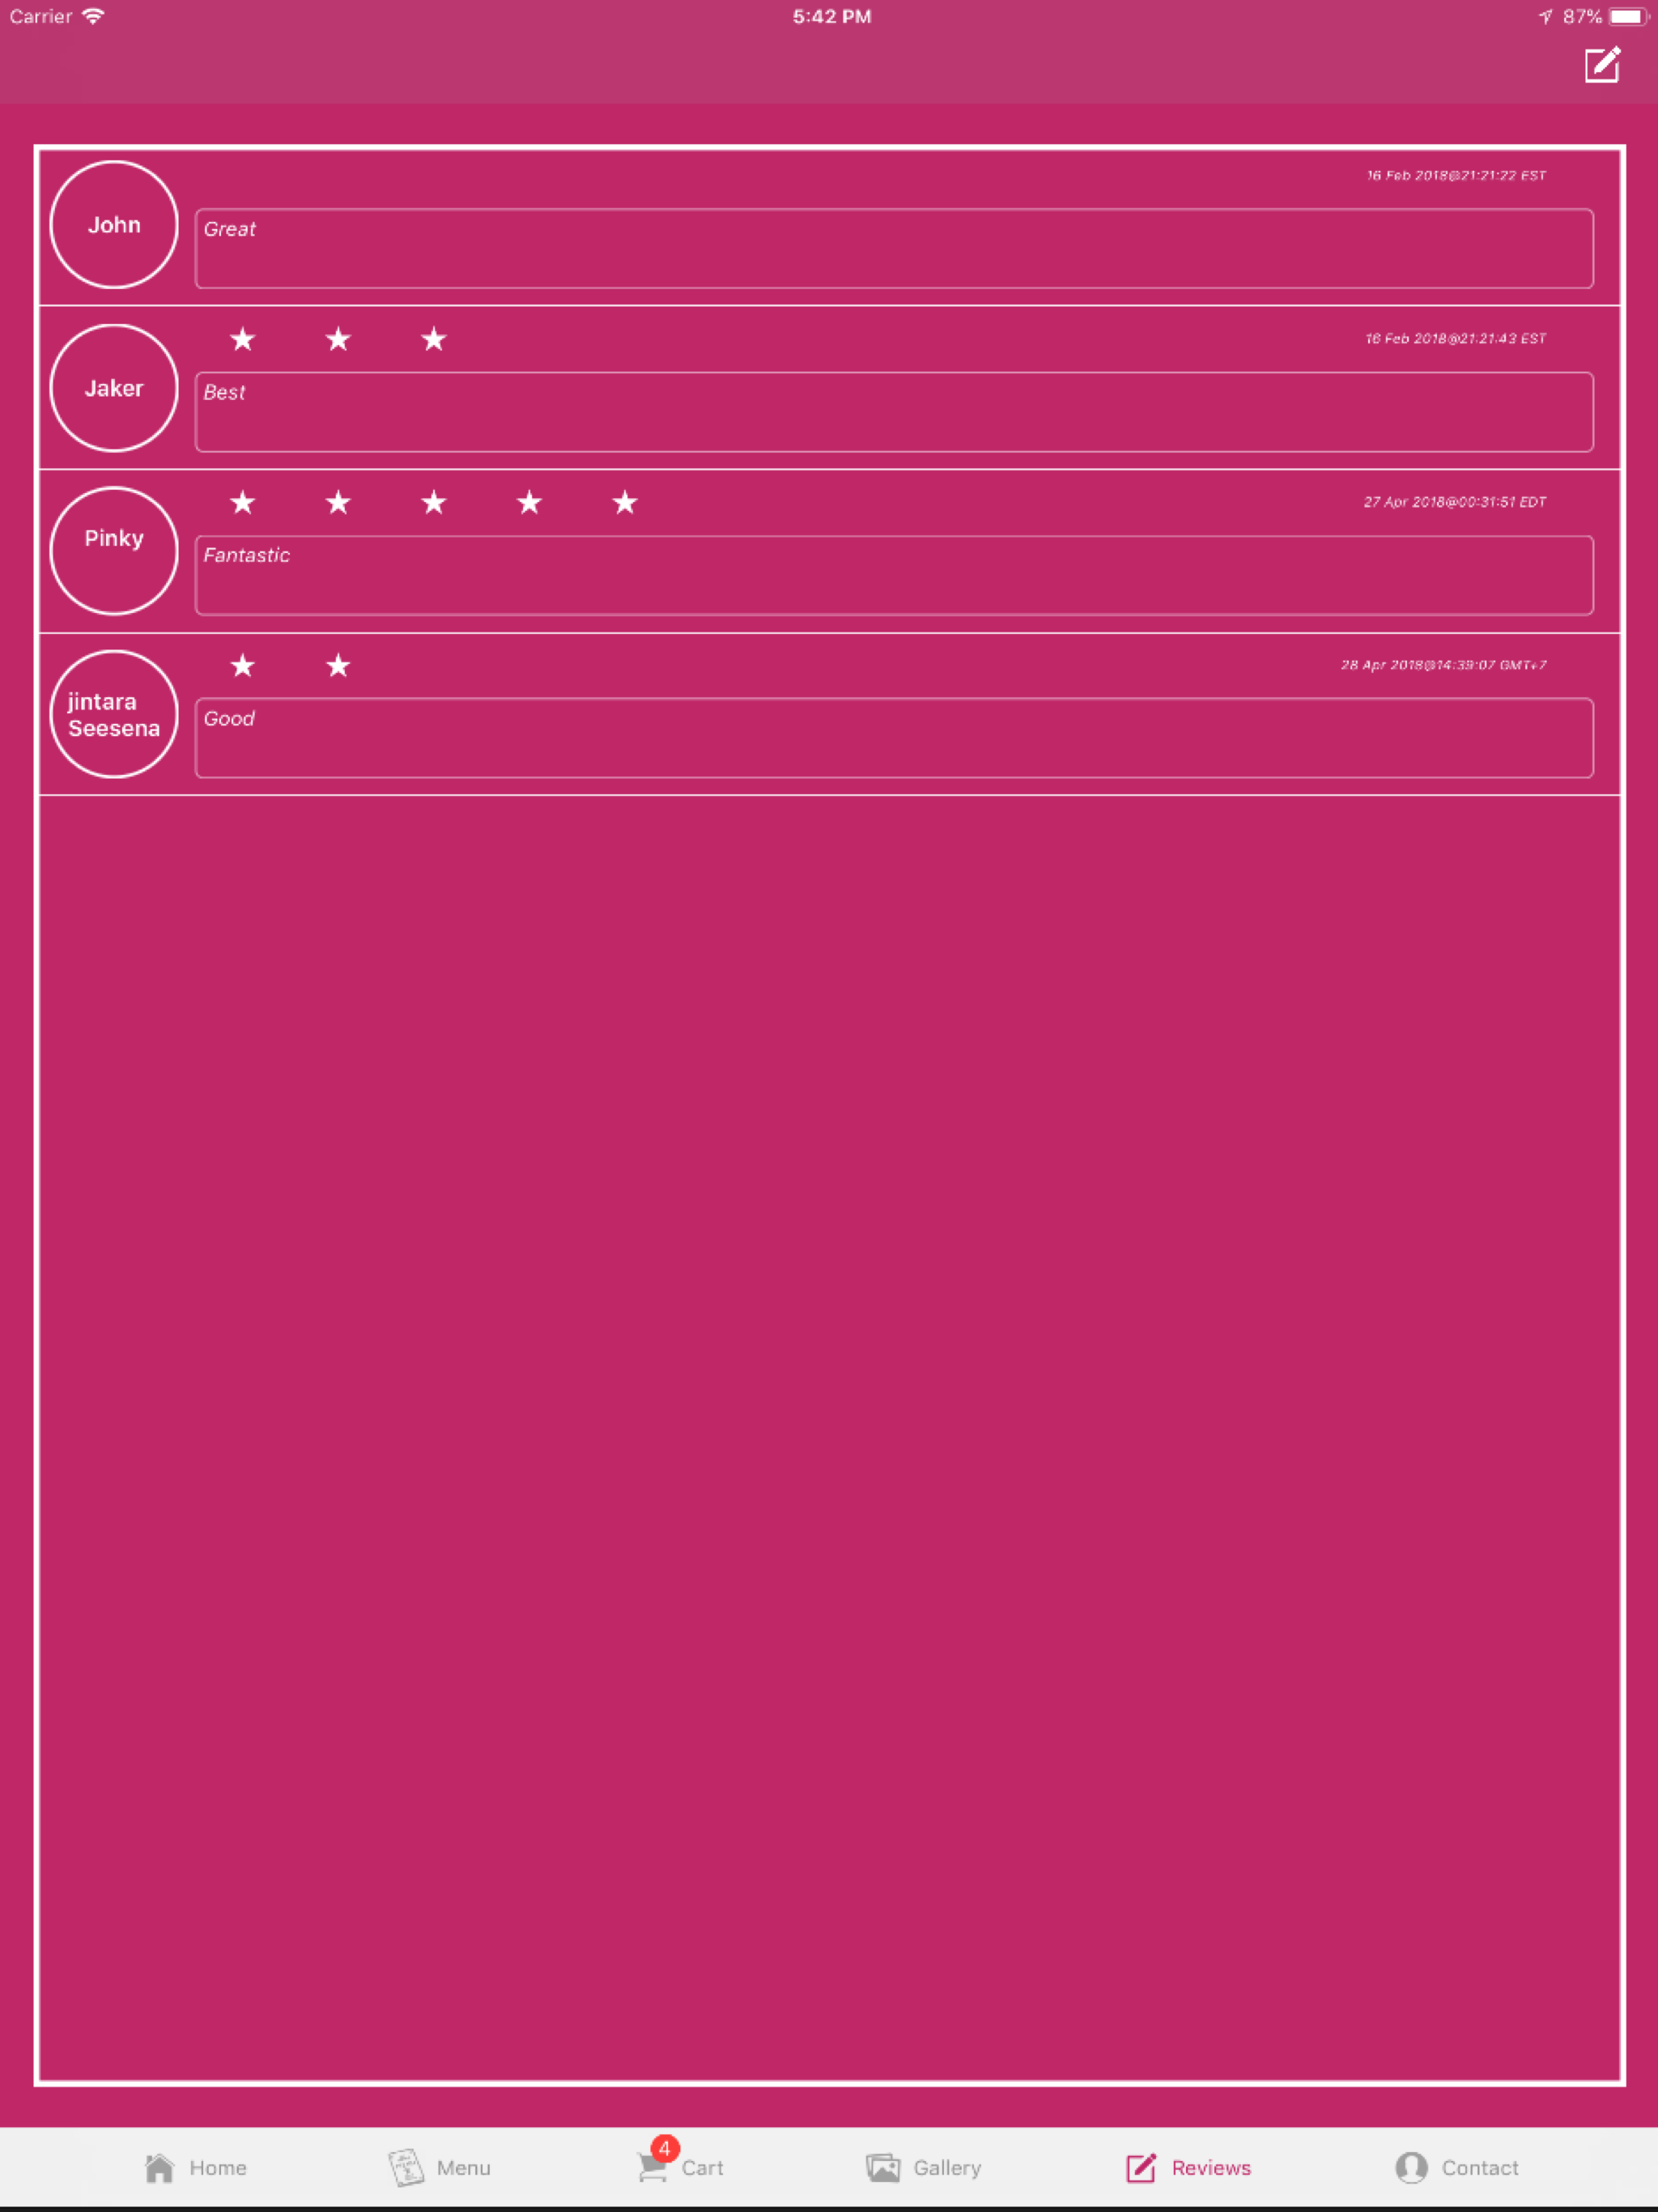 Carrier 5:42 PM 87%
16 Feb 2018@21:21:22 EST
John
Great
★ ★ ★ 16 Feb 2018@21:21:43 EST
Jaker
Best
★ ★ ★ ★ ★ 27 Apr 2018@00:31:51 EDT
Pinky
Fantastic
★ ★ 28 Apr 2018@14:39:07 GMT+7
jintara
Seesena
Good
Home Menu 4 Cart Gallery Reviews Contact